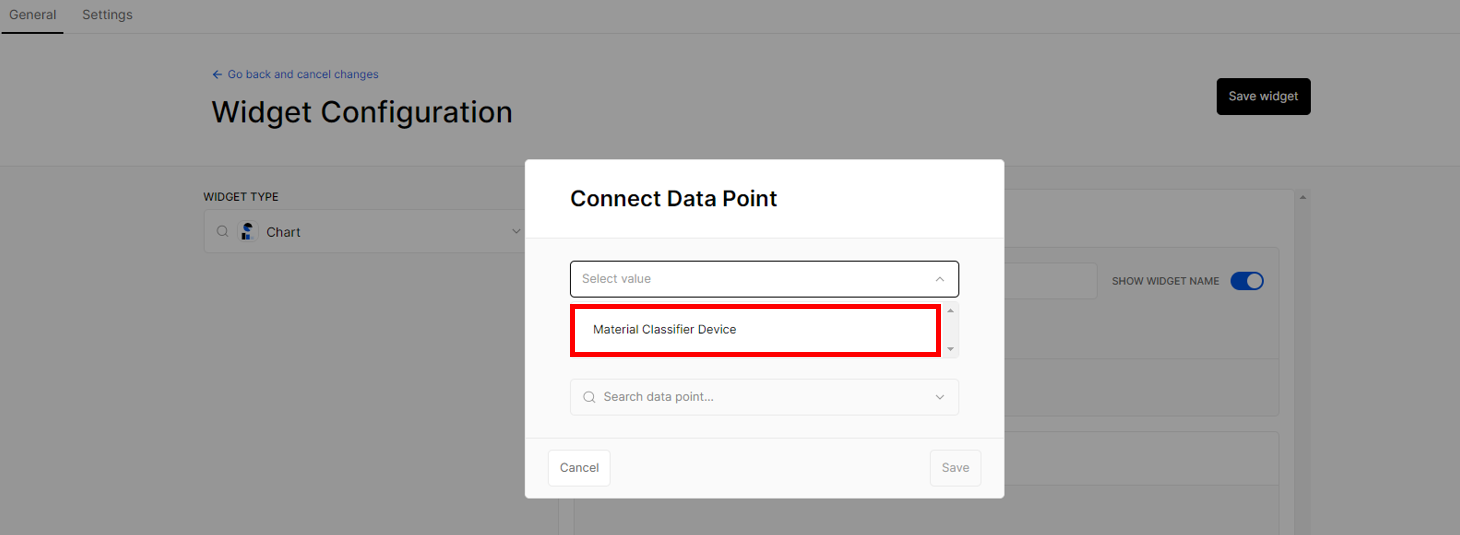 General Settings
Go back and cancel changes
Widget Configuration
Save widget
WIDGET TYPE
Chart
SHOW WIDGET NAME
Connect Data Point
Select value
Material Classifier Device
Search data point...
Cancel
Save